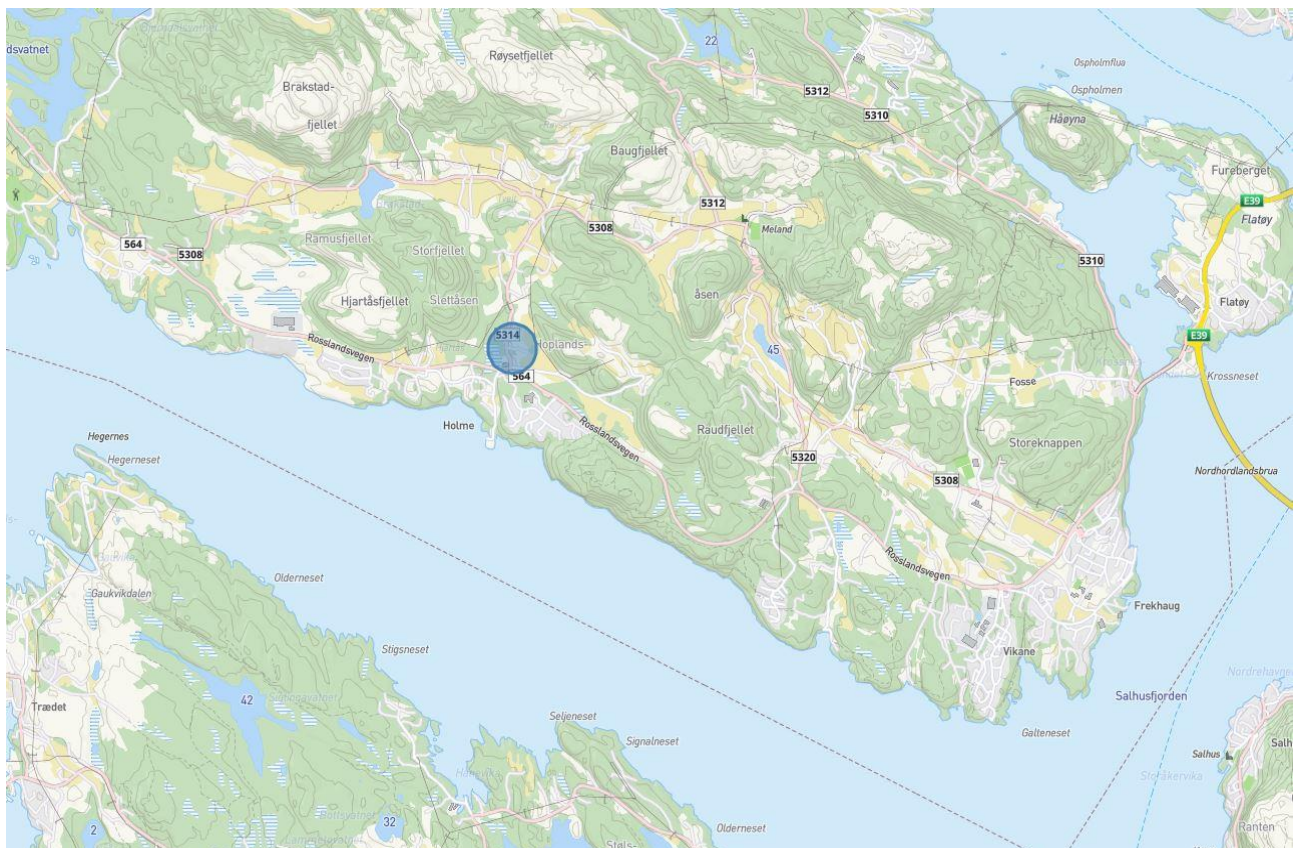 dsvatnet
22
Røysetfjellet
Ospholmflua
Brakstad-
fjellet
5312
Ospholmen
5310
Håøyna
Baugfjellet
Fureberget
E39
5312
Meland
Flatøy
564
5308
Ramusfjellet
Storfjellet
5308
5310
Hjartåsfjellet
Slettåsen
åsen
Flatøy
Rosslandsvegen
5314
Hoplands-
45
E39
564
Fosse
Krossneset
Holme
Rosslandsvegen
Raudfjellet
Storeknappen
Hegernes
Hegerneset
5320
5308
Nordhordlandsbrua
Gaukvikdalen
Olderneset
Rosslandsvegen
Frekhaug
Stigsneset
Vikane
Trædet
42
Salhusfjorden
Seljeneset
Signalneset
Galteneset
Salhus
Salh
Storåkervika
2
32
Olderneset
Støls-
Ranten